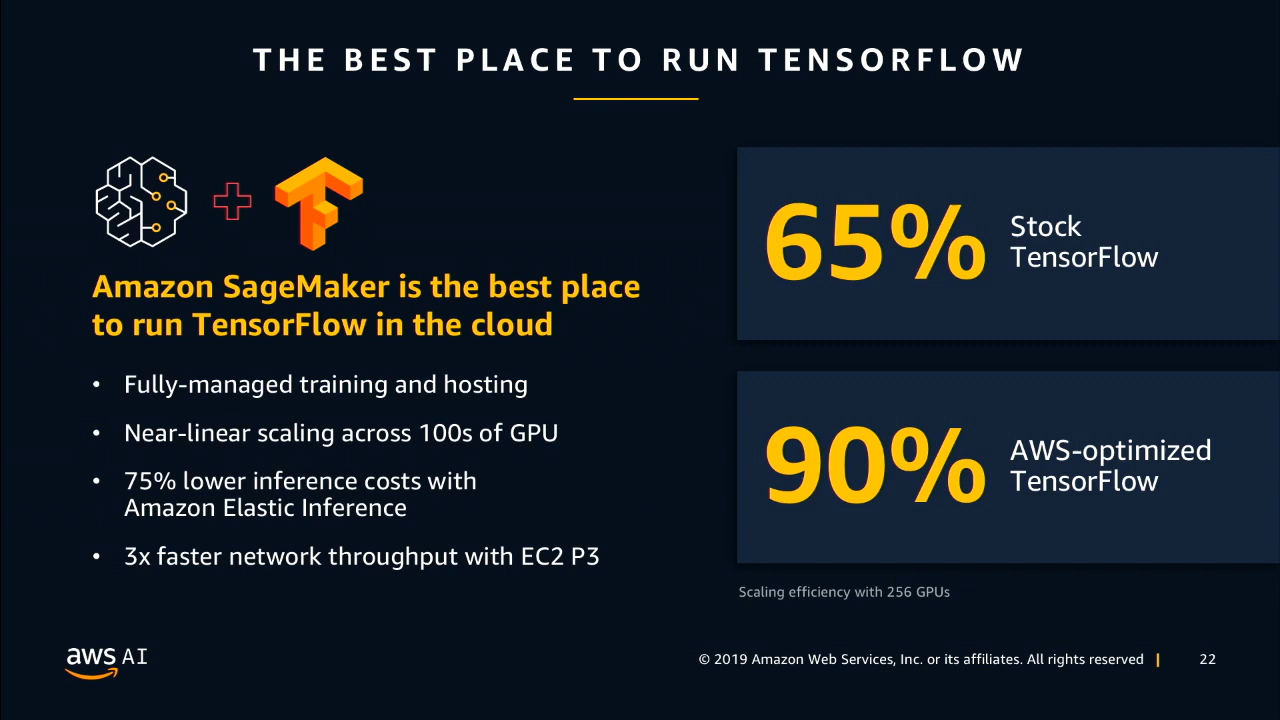 THE BEST PLACE TO RUN TENSORFLOW
Amazon SageMaker is the best place
to run TensorFlow in the cloud
• Fully-managed training and hosting
• Near-linear scaling across 100s of GPU
• 75% lower inference costs with
Amazon Elastic Inference
• 3x faster network throughput with EC2 P3
65%
Stock
TensorFlow
90%
AWS-optimized
TensorFlow
Scaling efficiency with 256 GPUs
aws AI
© 2019 Amazon Web Services, Inc. or its affiliates. All rights reserved | 22